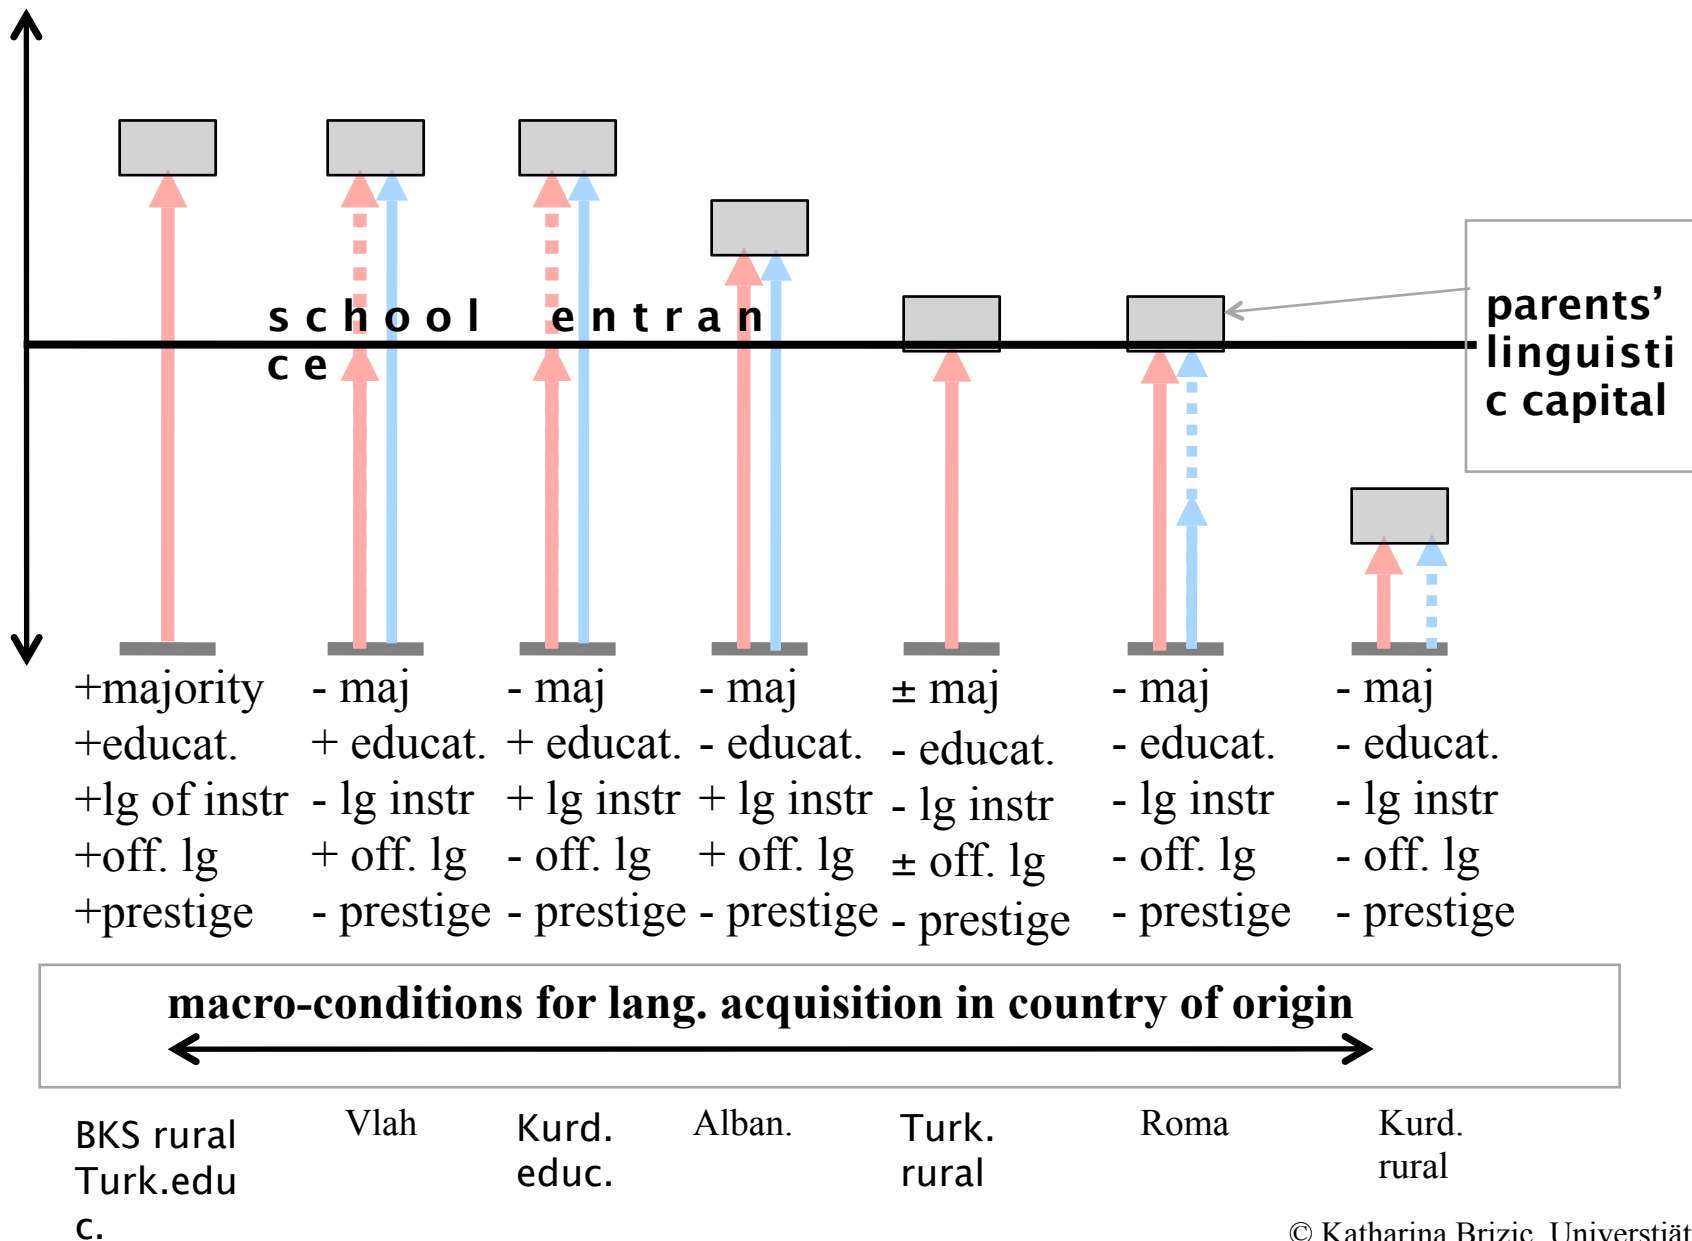 s c h o o l   e n t r a n
c e
parents’
linguisti
c capital
+majority
+educat.
+lg of instr
+off. lg
+prestige
- maj
+ educat.
- lg instr
+ off. lg
- prestige
- maj
+ educat.
+ lg instr
- off. lg
- prestige
- maj
- educat.
+ lg instr
+ off. lg
- prestige
± maj
- educat.
- lg instr
± off. lg
- prestige
- maj
- educat.
- lg instr
- off. lg
- prestige
- maj
- educat.
- lg instr
- off. lg
- prestige
macro-conditions for lang. acquisition in country of origin
BKS rural
Turk.edu
c.
Vlah
Kurd.
educ.
Alban.
Turk.
rural
Roma
Kurd.
rural
© Katharina Brizic, Universtiät